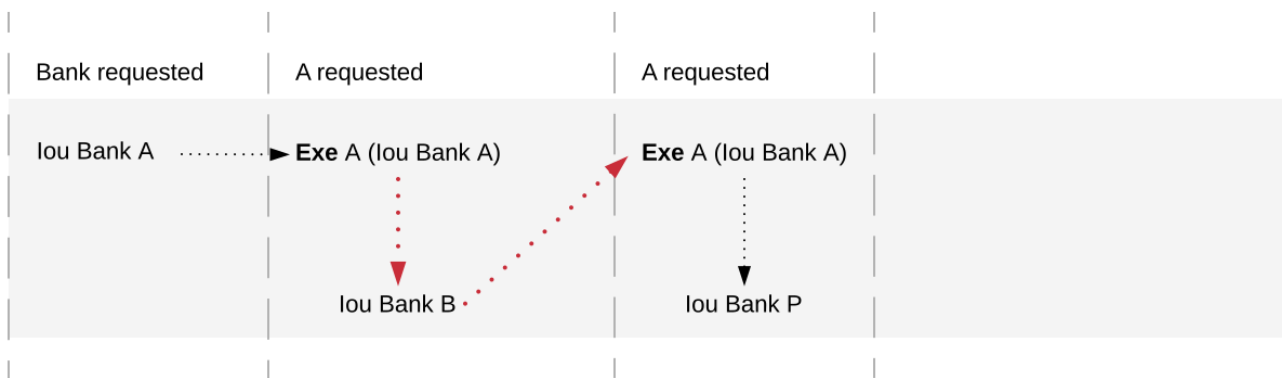 Bank requested
A requested
A requested
Iou Bank A
Exe A (Iou Bank A)
Exe A (Iou Bank A)
Iou Bank B
Iou Bank P